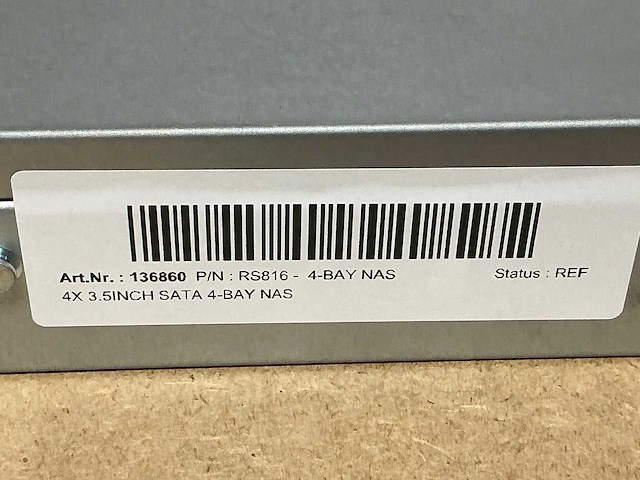 Art.Nr. : 136860 P/N : RS816 - 4-BAY NAS Status : REF
4X 3.5INCH SATA 4-BAY NAS